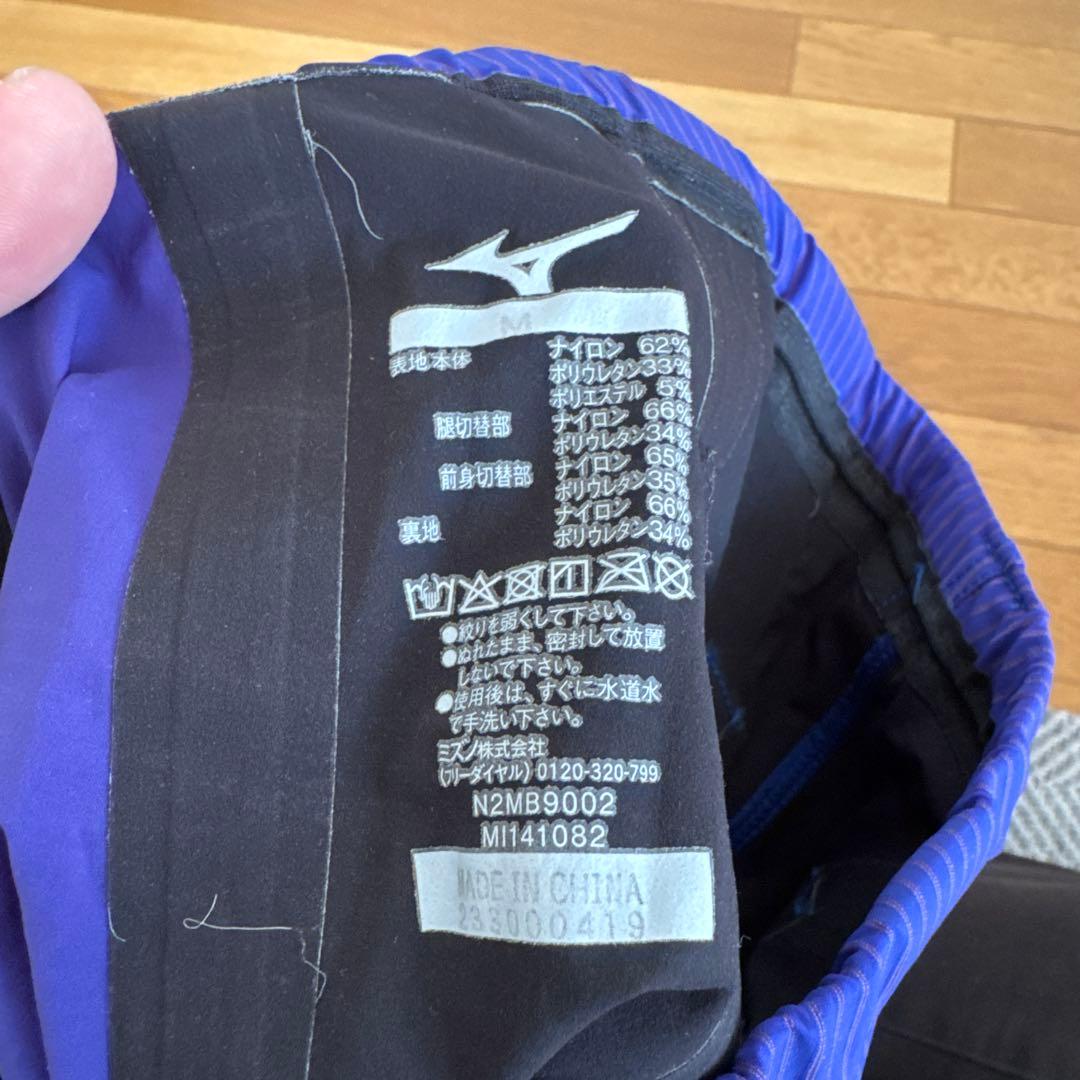 M
表地 本体 ナイロン 62%
ポリウレタン33%
ポリエステル 5%
腿切替部 ナイロン 66%
ポリウレタン34%
前身切替部 ナイロン 65%
ポリウレタン35%
裏地 ナイロン 66%
ポリウレタン34%
●絞りを弱くして下さい。
●ぬれたまま、密封して放置
しないで下さい。
●使用後は、すぐに水道水
で手洗い下さい。
ミズノ株式会社
(フリーダイヤル) 0120-320-799
N2MB9002
MI141082
MADE IN CHINA
233000419